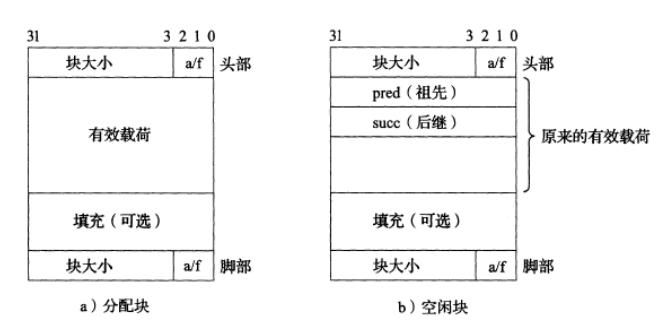 31 3 2 1 0
块大小 a/f 头部
有效载荷
填充（可选）
块大小 a/f 脚部
a）分配块
31 3 2 1 0
块大小 a/f 头部
pred（祖先）
succ（后继）
原来的有效载荷
填充（可选）
块大小 a/f 脚部
b）空闲块